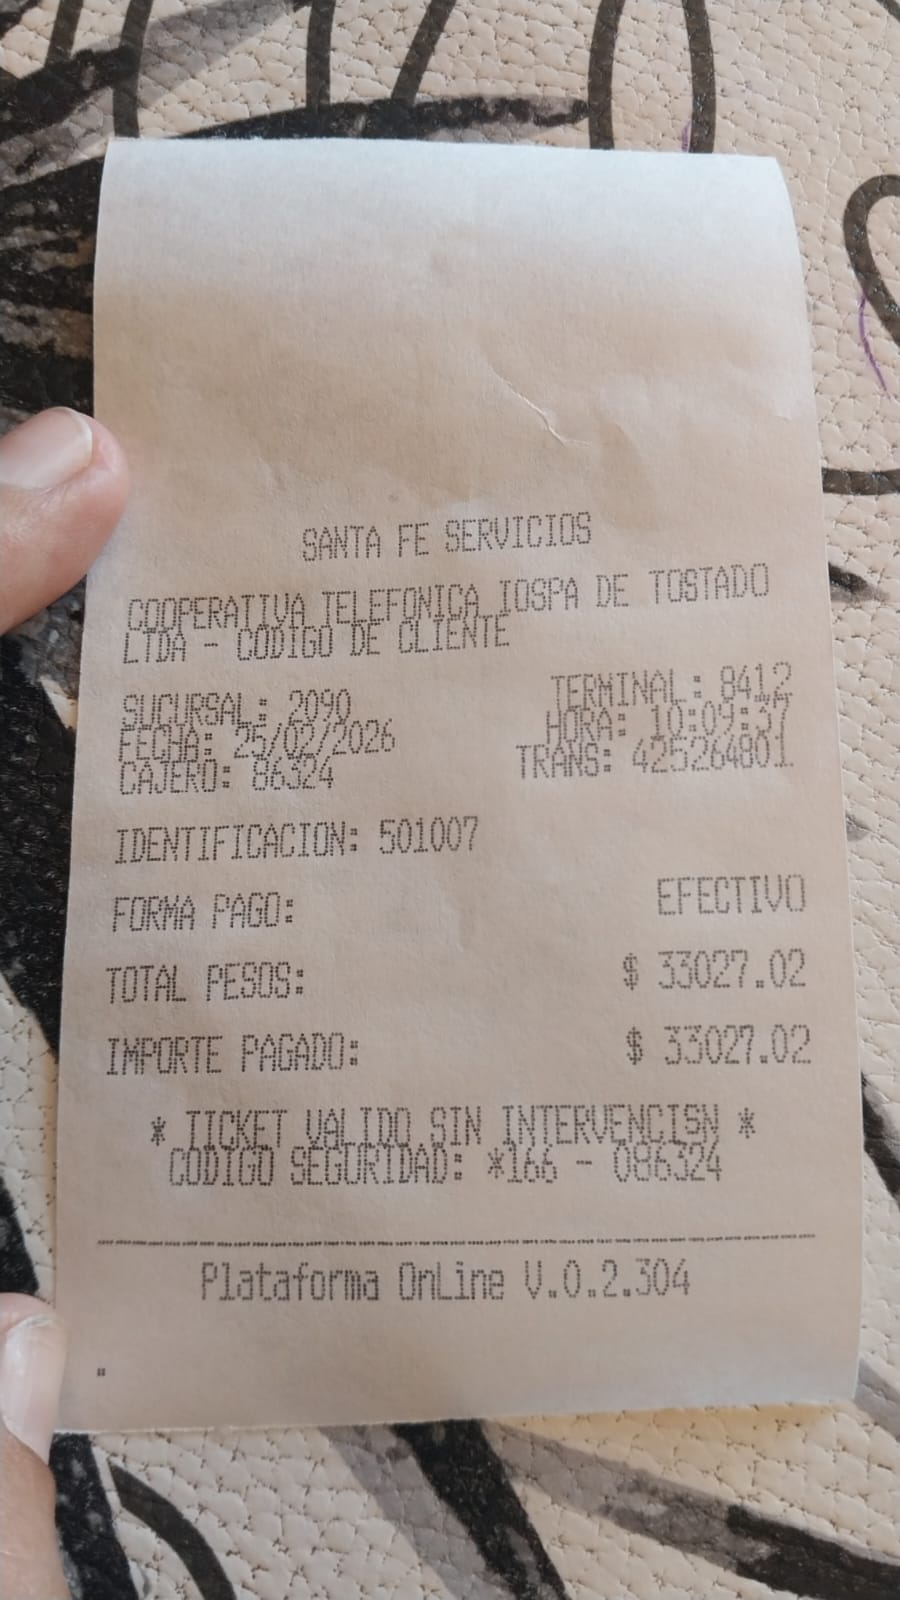 SANTA FE SERVICIOS
COOPERATIVA TELEFONICA IOSPA DE TOSTADO
LTDA - CODIGO DE CLIENTE
SUCURSAL: 2090 TERMINAL: 8412
FECHA: 25/02/2026 HORA: 10:09:37
CAJERO: 86324 TRANS: 425264801
IDENTIFICACION: 501007
FORMA PAGO: EFECTIVO
TOTAL PESOS: $ 33027.02
IMPORTE PAGADO: $ 33027.02
* TICKET VALIDO SIN INTERVENCISN *
CODIGO SEGURIDAD: *166 - 086324
Plataforma OnLine V.0.2.304